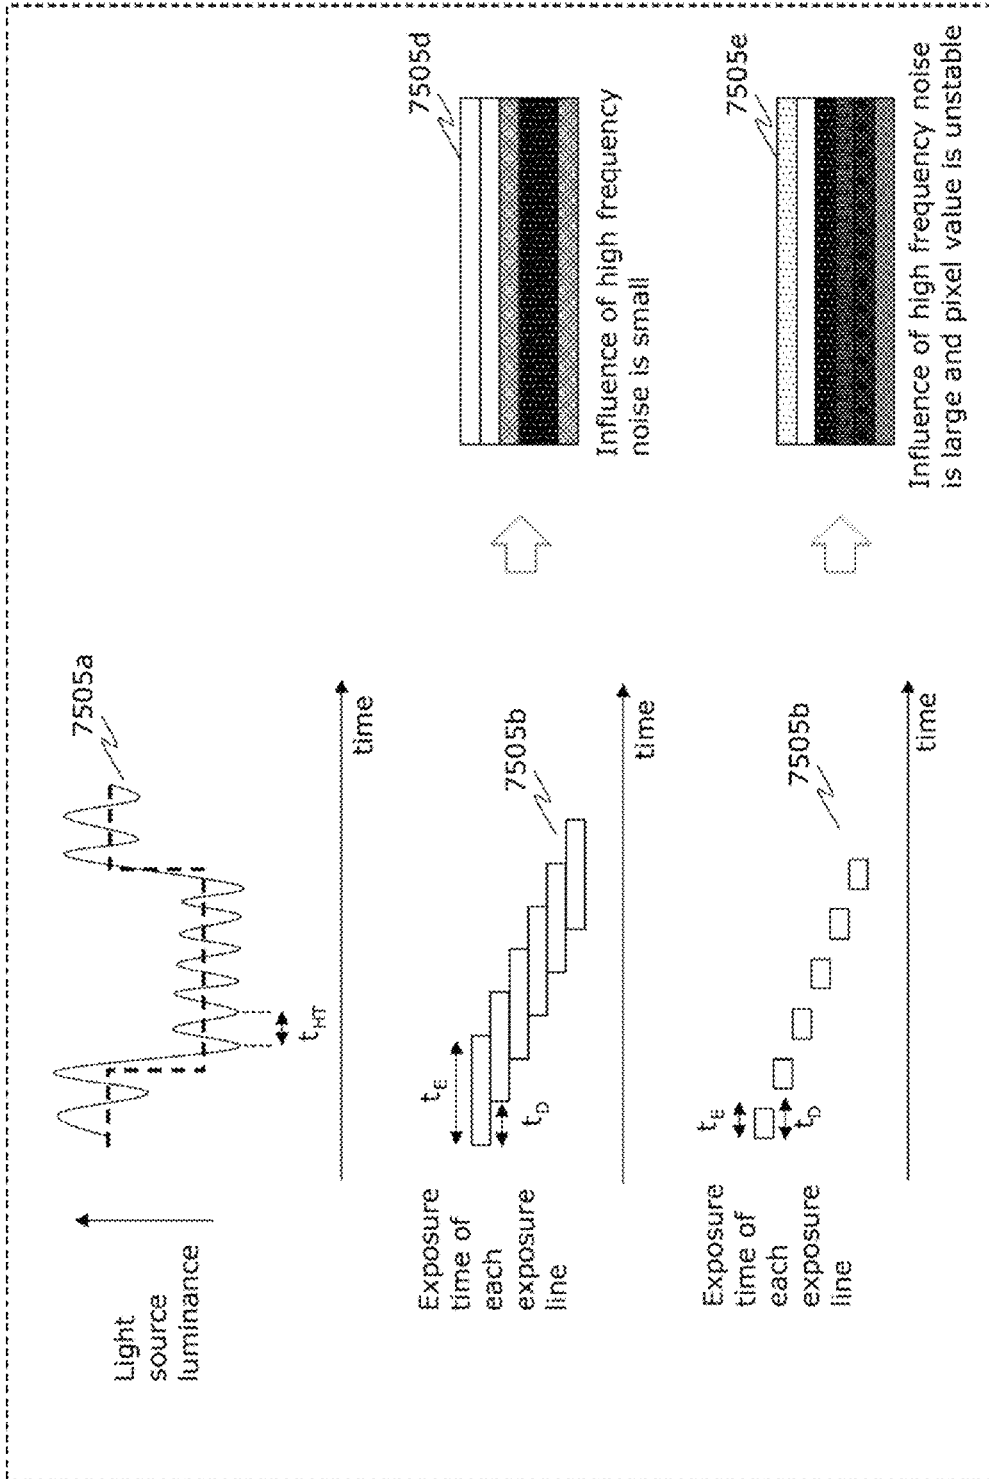 Light
source
luminance
7505a
t_HT
time
Exposure
time of
each
exposure
line
t_E
t_D
7505b
time
7505d
Influence of high frequency
noise is small
Exposure
time of
each
exposure
line
t_E
t_D
7505b
time
7505e
Influence of high frequency noise
is large and pixel value is unstable